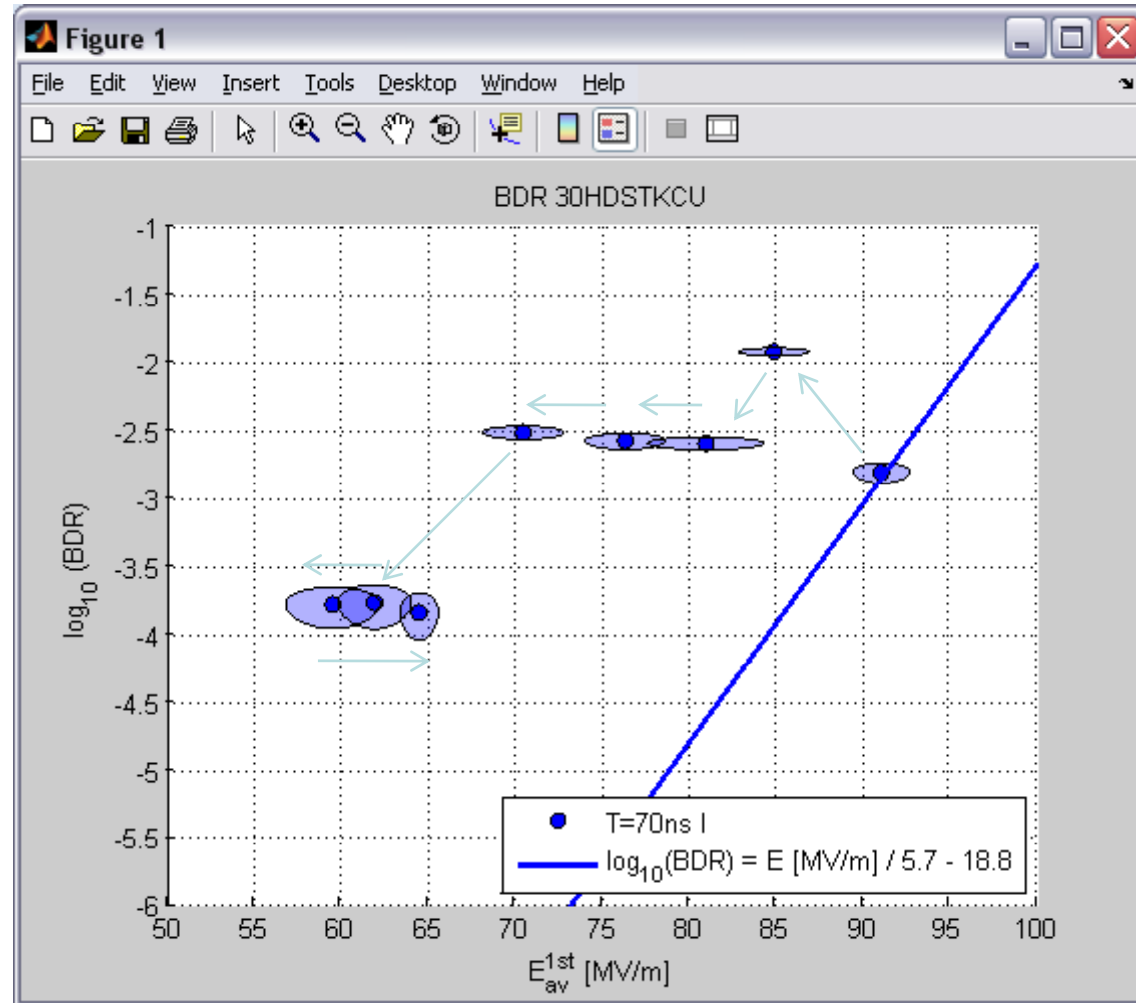 Figure 1
File Edit View Insert Tools Desktop Window Help
BDR 30HDSTKCU
-1
-1.5
-2
-2.5
-3
-3.5
-4
-4.5
-5
-5.5
-6
log10 (BDR)
T=70ns I
log10(BDR) = E [MV/m] / 5.7 - 18.8
50 55 60 65 70 75 80 85 90 95 100
E1st av [MV/m]